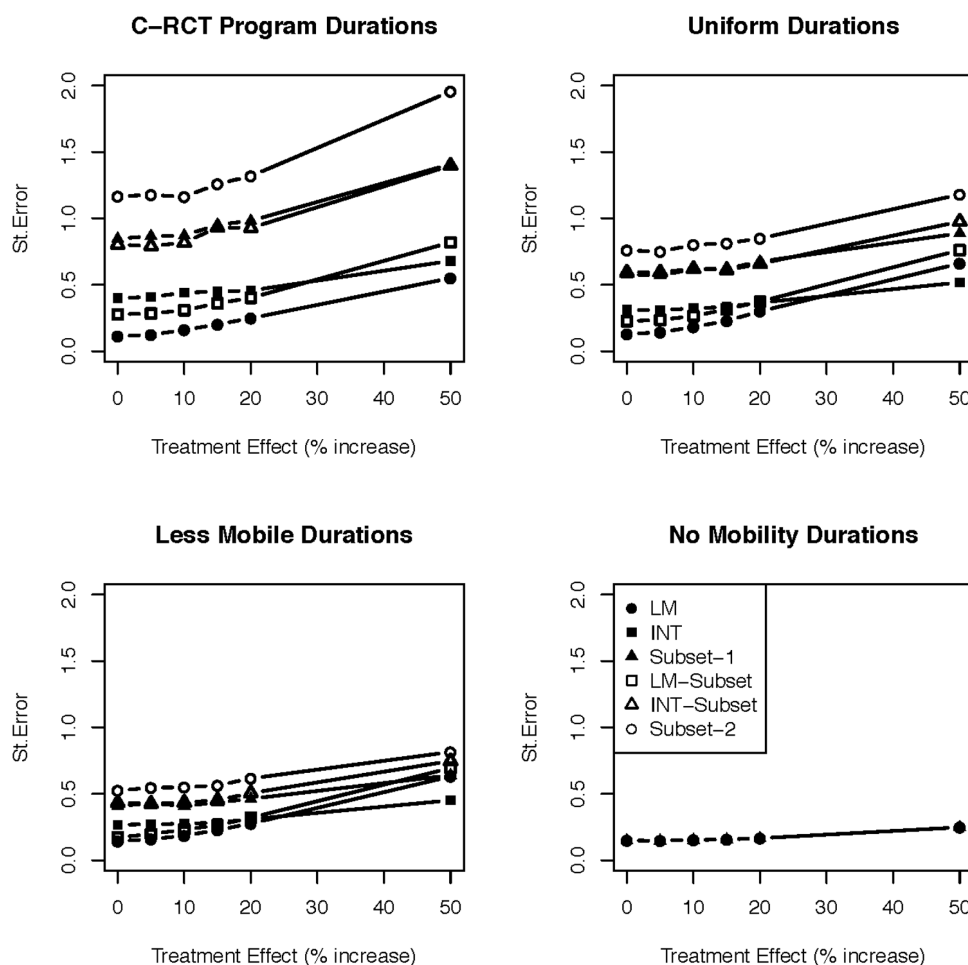 C−RCT Program Durations
St.Error
2.0
1.5
1.0
0.5
0.0
0 10 20 30 40 50
Treatment Effect (% increase)
Uniform Durations
St.Error
2.0
1.5
1.0
0.5
0.0
0 10 20 30 40 50
Treatment Effect (% increase)
Less Mobile Durations
St.Error
2.0
1.5
1.0
0.5
0.0
0 10 20 30 40 50
Treatment Effect (% increase)
No Mobility Durations
St.Error
2.0
1.5
1.0
0.5
0.0
LM
INT
Subset−1
LM−Subset
INT−Subset
Subset−2
0 10 20 30 40 50
Treatment Effect (% increase)